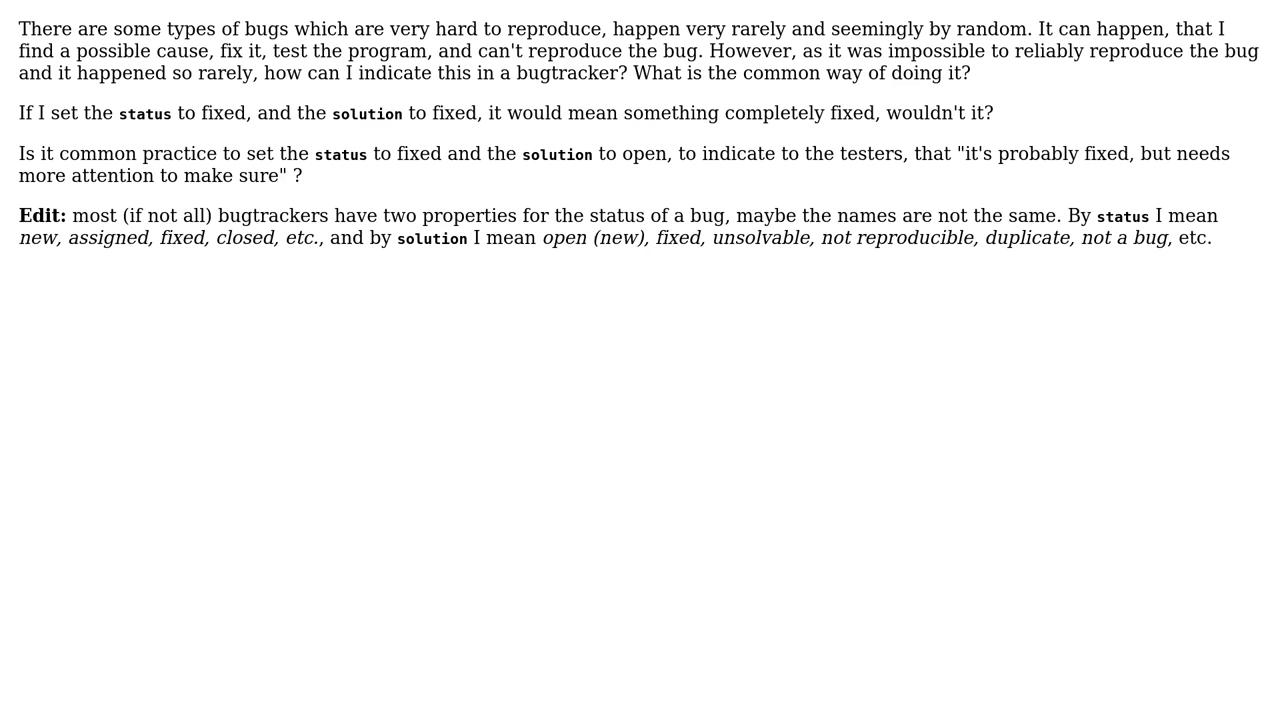 There are some types of bugs which are very hard to reproduce, happen very rarely and seemingly by random. It can happen, that I
find a possible cause, fix it, test the program, and can't reproduce the bug. However, as it was impossible to reliably reproduce the bug
and it happened so rarely, how can I indicate this in a bugtracker? What is the common way of doing it?
If I set the status to fixed, and the solution to fixed, it would mean something completely fixed, wouldn't it?
Is it common practice to set the status to fixed and the solution to open, to indicate to the testers, that "it's probably fixed, but needs
more attention to make sure" ?
Edit: most (if not all) bugtrackers have two properties for the status of a bug, maybe the names are not the same. By status I mean
new, assigned, fixed, closed, etc., and by solution I mean open (new), fixed, unsolvable, not reproducible, duplicate, not a bug, etc.